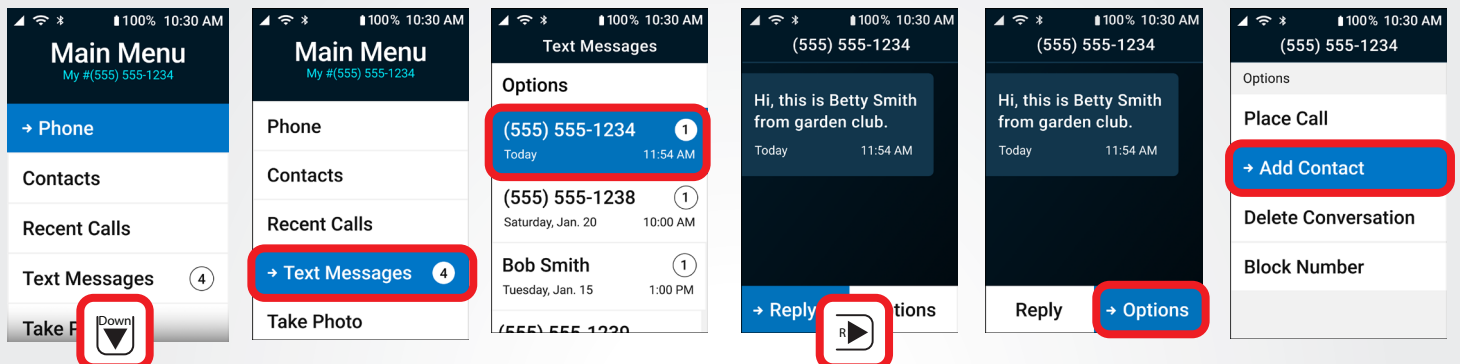 100% 10:30 AM
Main Menu
My #(555) 555-1234
→ Phone
Contacts
Recent Calls
Text Messages 4
Take P
Down
100% 10:30 AM
Main Menu
My #(555) 555-1234
Phone
Contacts
Recent Calls
→ Text Messages 4
Take Photo
100% 10:30 AM
Text Messages
Options
(555) 555-1234 1
Today 11:54 AM
(555) 555-1238 1
Saturday, Jan. 20 10:00 AM
Bob Smith 1
Tuesday, Jan. 15 1:00 PM
(555) 555-1239
100% 10:30 AM
(555) 555-1234
Hi, this is Betty Smith
from garden club.
Today 11:54 AM
→ Reply tions
R
100% 10:30 AM
(555) 555-1234
Hi, this is Betty Smith
from garden club.
Today 11:54 AM
Reply → Options
100% 10:30 AM
(555) 555-1234
Options
Place Call
→ Add Contact
Delete Conversation
Block Number